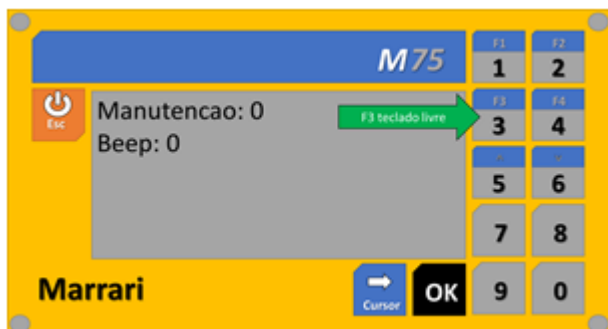 M75
F1 F2
1 2
Esc
Manutencao: 0
Beep: 0
F3 teclado livre
F3 F4
3 4
5 6
7 8
Marrari
Cursor
OK
9 0